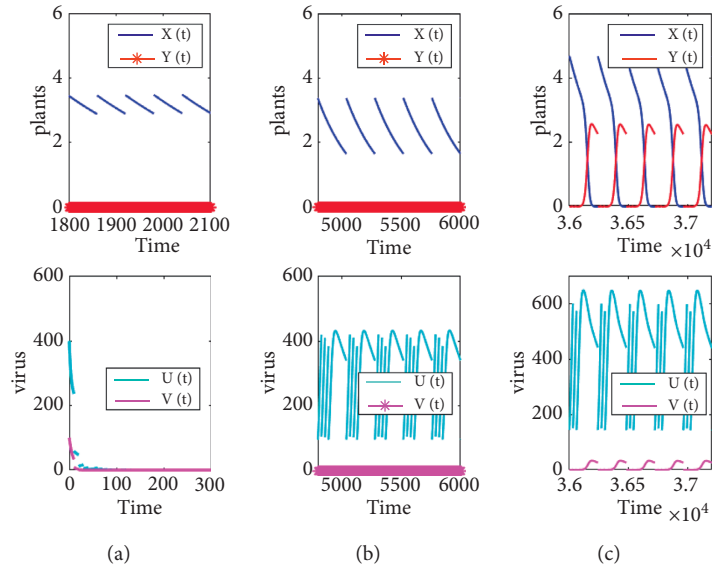 6
4
2
0
plants
X (t)
Y (t)
1800 1900 2000 2100
Time
6
4
2
0
plants
X (t)
Y (t)
5000 5500 6000
Time
6
4
2
0
plants
X (t)
Y (t)
3.6 3.65 3.7
Time ×10^4
600
400
200
0
virus
U (t)
V (t)
0 100 200 300
Time
600
400
200
0
virus
U (t)
V (t)
5000 5500 6000
Time
600
400
200
0
virus
U (t)
V (t)
3.6 3.65 3.7
Time ×10^4
(a) (b) (c)